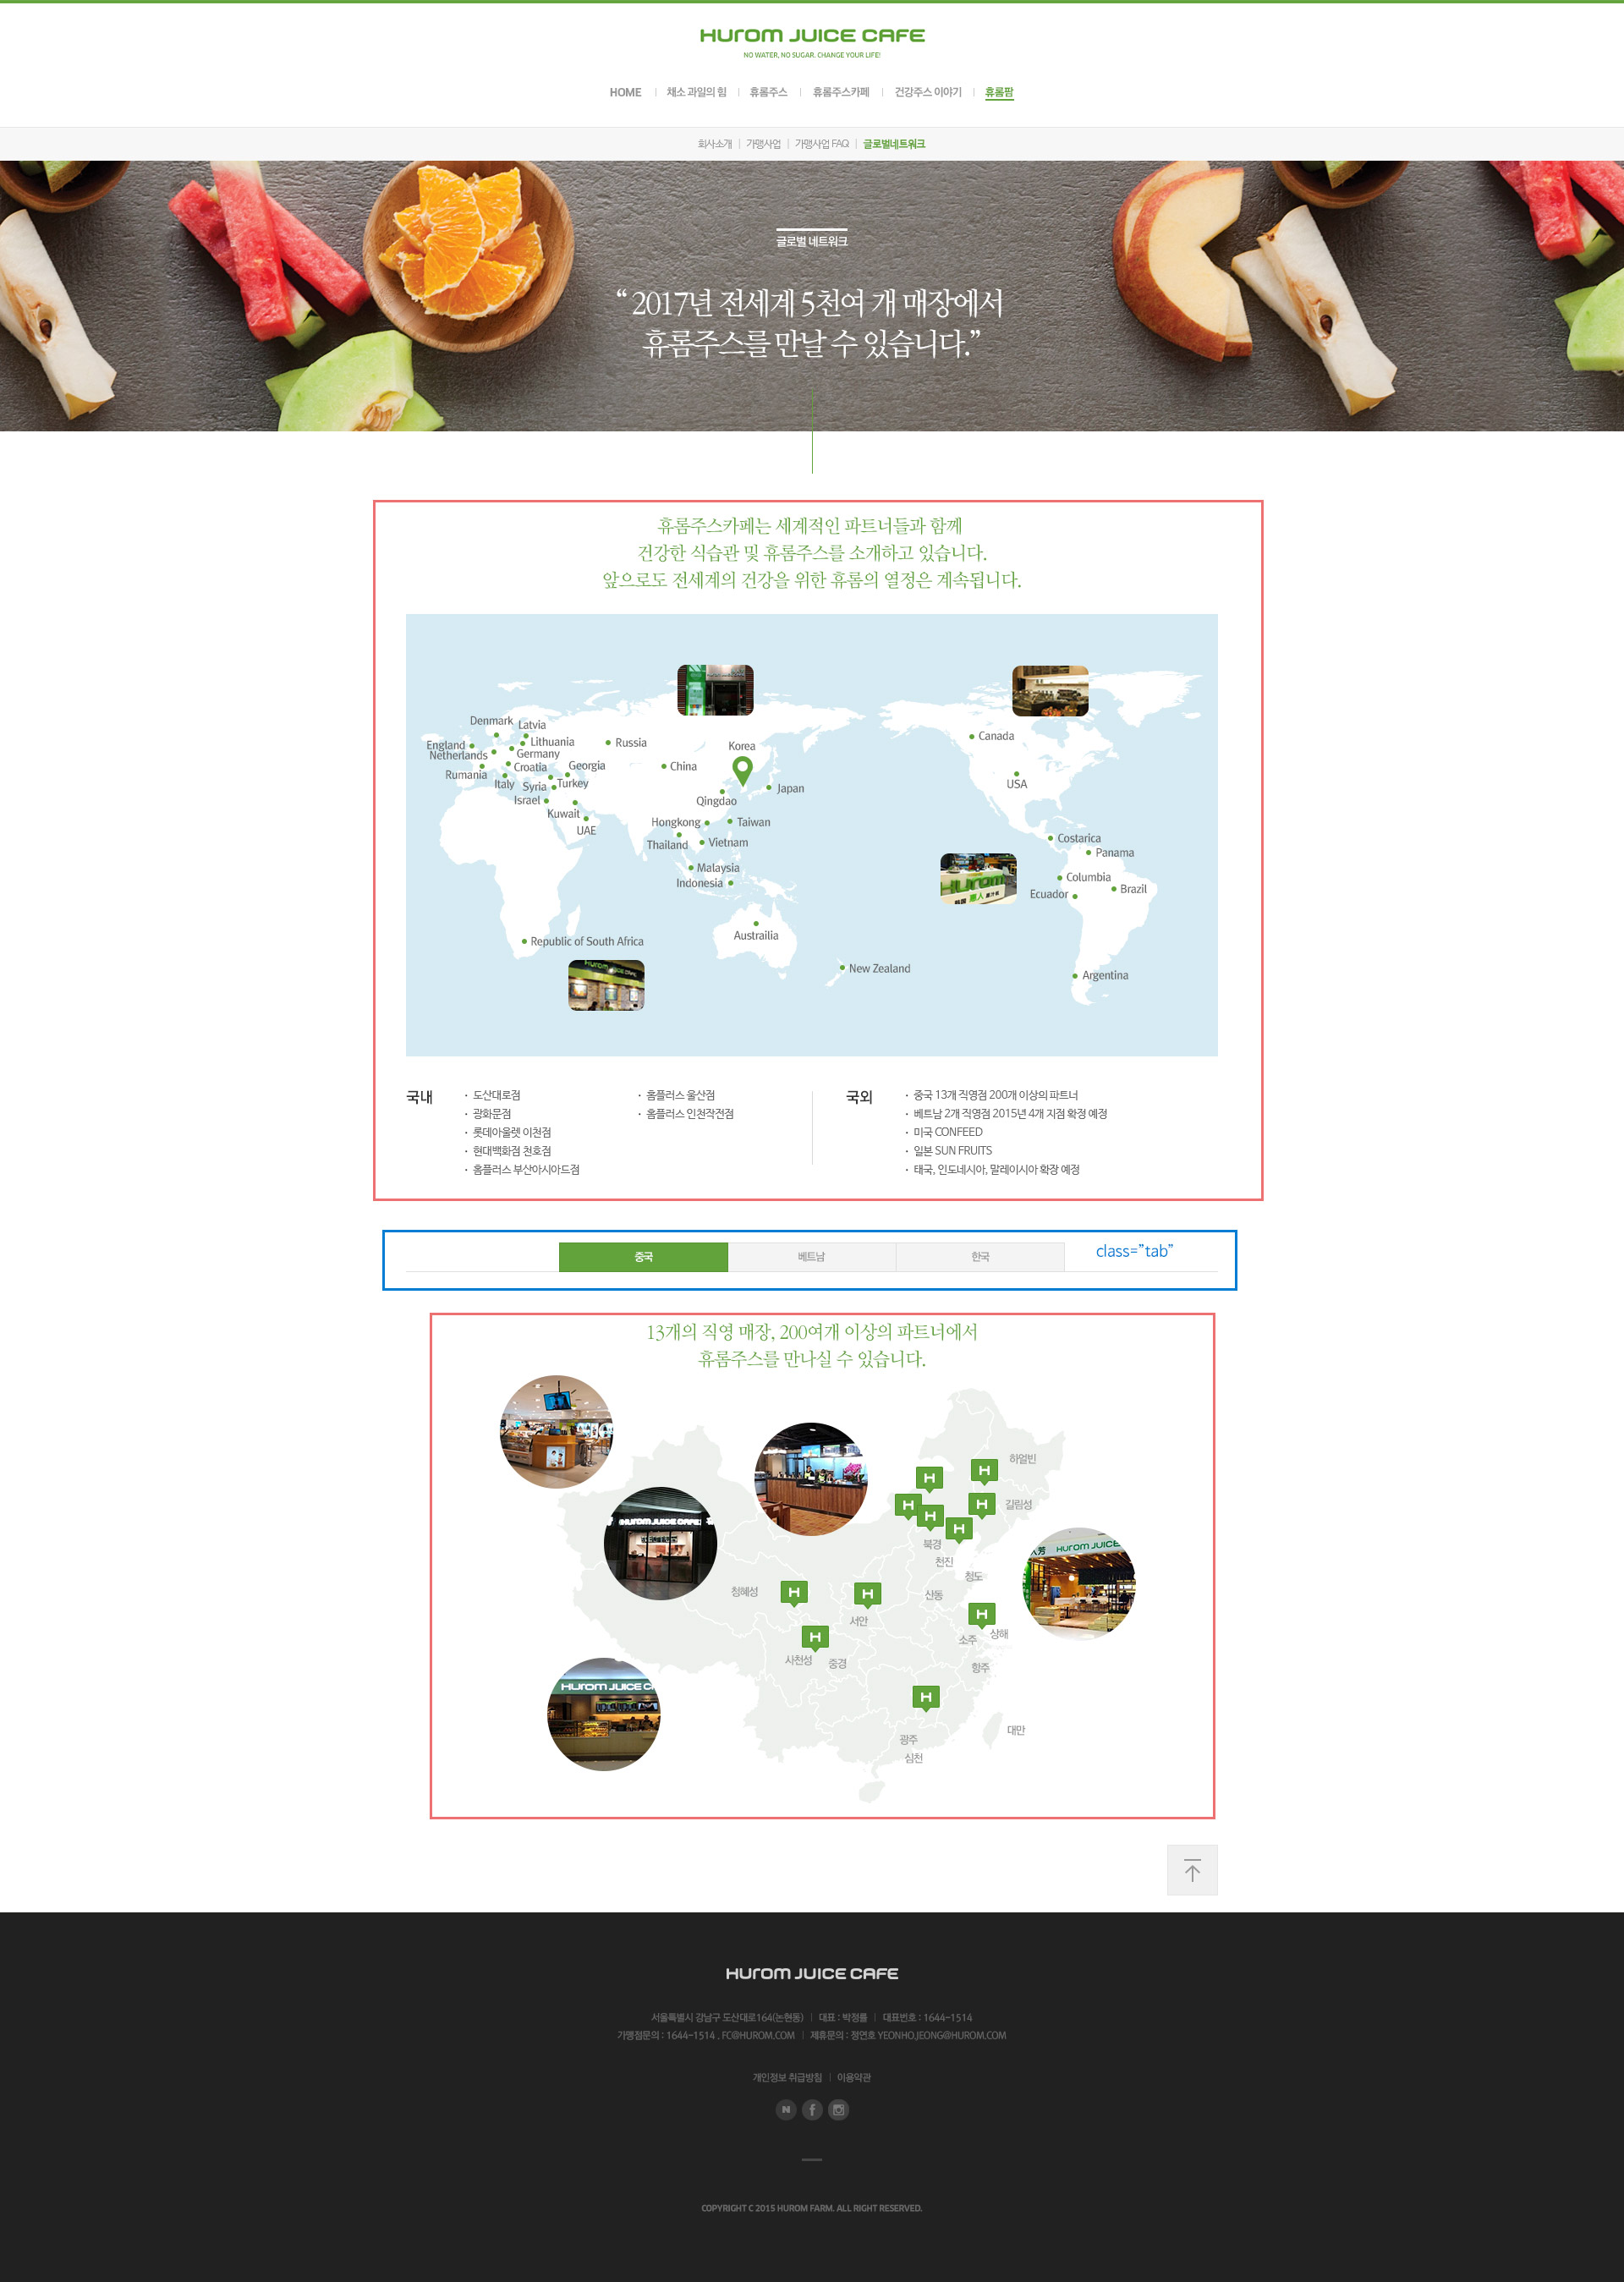 HUROM JUICE CAFE
NO WATER, NO SUGAR. CHANGE YOUR LIFE!
HOME | 채소 과일의 힘 | 휴롬주스 | 휴롬주스카페 | 건강주스 이야기 | 휴롬팜
회사소개 | 가맹사업 | 가맹사업 FAQ | 글로벌네트워크
글로벌 네트워크
“ 2017년 전세계 5천여 개 매장에서
휴롬주스를 만날 수 있습니다.”
휴롬주스카페는 세계적인 파트너들과 함께
건강한 식습관 및 휴롬주스를 소개하고 있습니다.
앞으로도 전세계의 건강을 위한 휴롬의 열정은 계속됩니다.
Denmark
Latvia
England
Lithuania
Netherlands
Germany
Rumania
Croatia
Georgia
Italy
Syria
Turkey
Israel
Kuwait
UAE
Russia
China
Korea
Japan
Qingdao
Hongkong
Taiwan
Thailand
Vietnam
Malaysia
Indonesia
Republic of South Africa
Austrailia
New Zealand
Canada
USA
Costarica
Panama
Columbia
Ecuador
Brazil
Argentina
Hurom
HUROM JUICE CAFE
국내
· 도산대로점
· 광화문점
· 롯데아울렛 이천점
· 현대백화점 천호점
· 홈플러스 부산아시아드점
· 홈플러스 울산점
· 홈플러스 인천작전점
국외
· 중국 13개 직영점 200개 이상의 파트너
· 베트남 2개 직영점 2015년 4개 지점 확정 예정
· 미국 CONFEED
· 일본 SUN FRUITS
· 태국, 인도네시아, 말레이시아 확장 예정
중국
베트남
한국
class=”tab”
13개의 직영 매장, 200여개 이상의 파트너에서
휴롬주스를 만나실 수 있습니다.
HUROM JUICE CAFE
HUROM JUICE
HUROM JUICE CA
H
H
H
H
H
H
H
H
H
H
H
하얼빈
길림성
북경
천진
청도
산동
청해성
서안
사천성
중경
소주
상해
항주
광주
심천
대만
HUROM JUICE CAFE
서울특별시 강남구 도산대로164(논현동) | 대표 : 박정률 | 대표번호 : 1644-1514
가맹점문의 : 1644-1514 , FC@HUROM.COM | 제휴문의 : 정연호 YEONHO.JEONG@HUROM.COM
개인정보 취급방침 | 이용약관
COPYRIGHT C 2015 HUROM FARM. ALL RIGHT RESERVED.